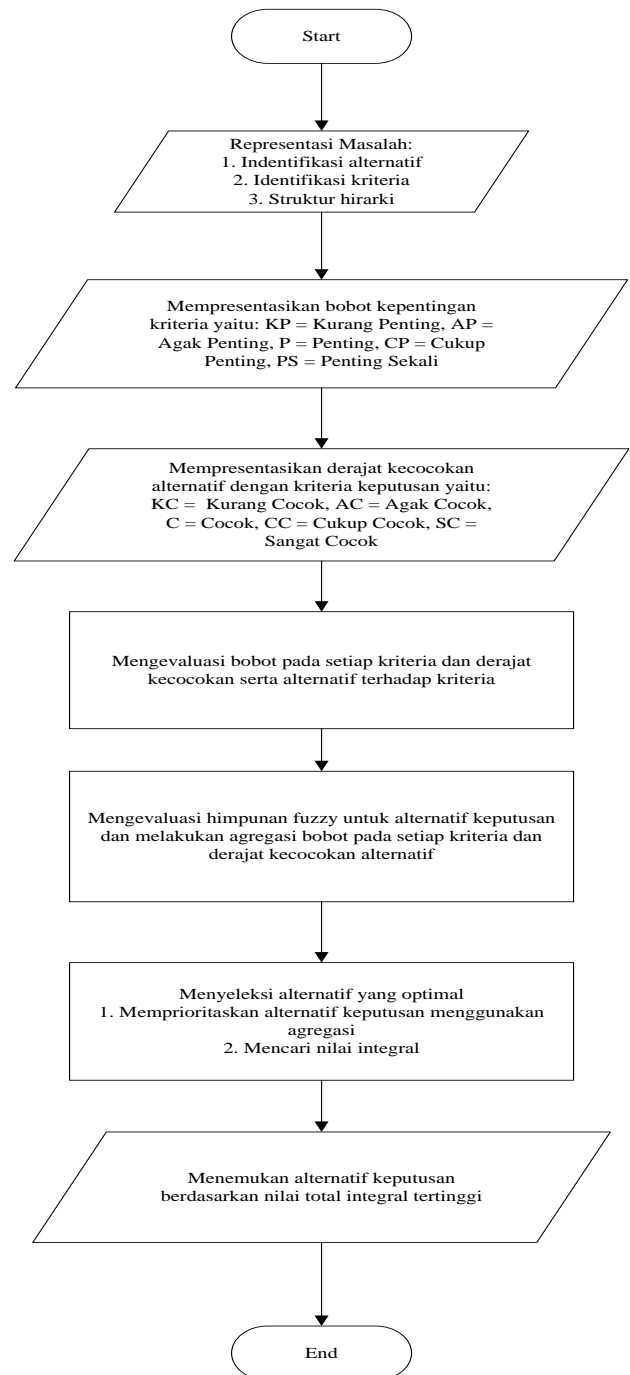 Start
Representasi Masalah:
1. Indentifikasi alternatif
2. Identifikasi kriteria
3. Struktur hirarki
Mempresentasikan bobot kepentingan
kriteria yaitu: KP = Kurang Penting, AP =
Agak Penting, P = Penting, CP = Cukup
Penting, PS = Penting Sekali
Mempresentasikan derajat kecocokan
alternatif dengan kriteria keputusan yaitu:
KC = Kurang Cocok, AC = Agak Cocok,
C = Cocok, CC = Cukup Cocok, SC =
Sangat Cocok
Mengevaluasi bobot pada setiap kriteria dan derajat
kecocokan serta alternatif terhadap kriteria
Mengevaluasi himpunan fuzzy untuk alternatif keputusan
dan melakukan agregasi bobot pada setiap kriteria dan
derajat kecocokan alternatif
Menyeleksi alternatif yang optimal
1. Memprioritaskan alternatif keputusan menggunakan
agregasi
2. Mencari nilai integral
Menemukan alternatif keputusan
berdasarkan nilai total integral tertinggi
End